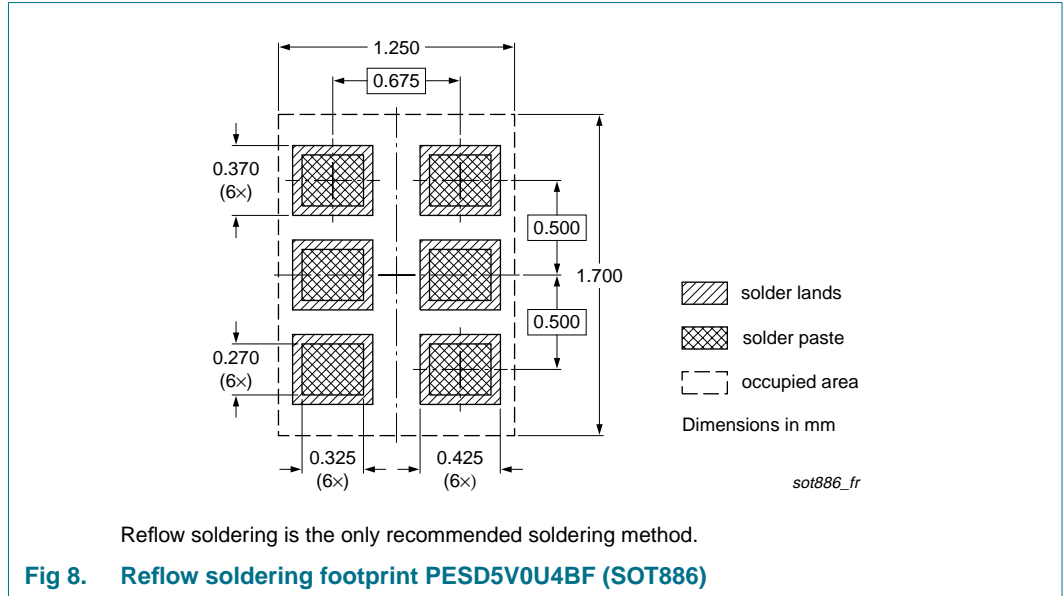 1.250
0.675
0.370
(6×)
0.500
1.700
0.500
0.270
(6×)
0.325
(6×)
0.425
(6×)
solder lands
solder paste
occupied area
Dimensions in mm
sot886_fr
Reflow soldering is the only recommended soldering method.
Fig 8. Reflow soldering footprint PESD5V0U4BF (SOT886)